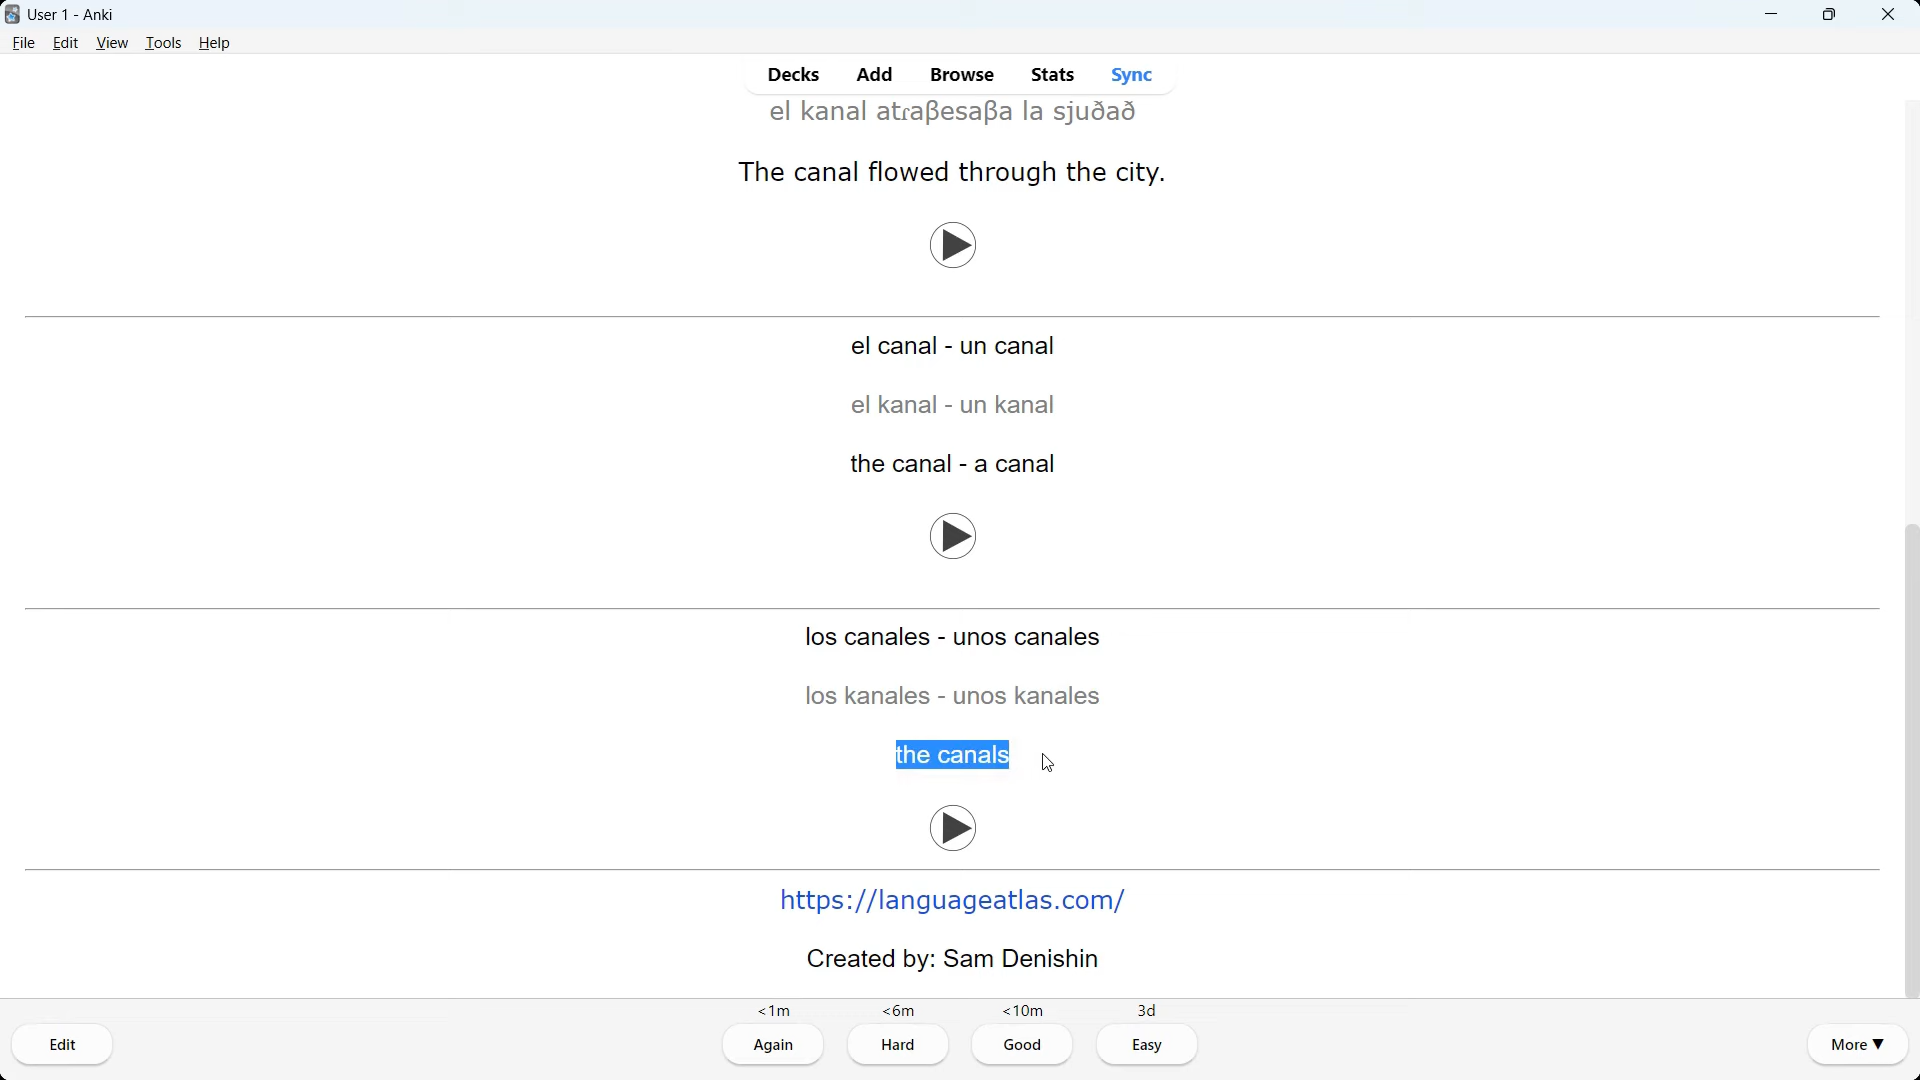 User 1 - Anki
File Edit View Tools Help
Decks Add Browse Stats Sync
el kanal atɾaβesaβa la sjuðað
The canal flowed through the city.
el canal - un canal
el kanal - un kanal
the canal - a canal
los canales - unos canales
los kanales - unos kanales
the canals
https://languageatlas.com/
Created by: Sam Denishin
<1m <6m <10m 3d
Edit Again Hard Good Easy More ▼